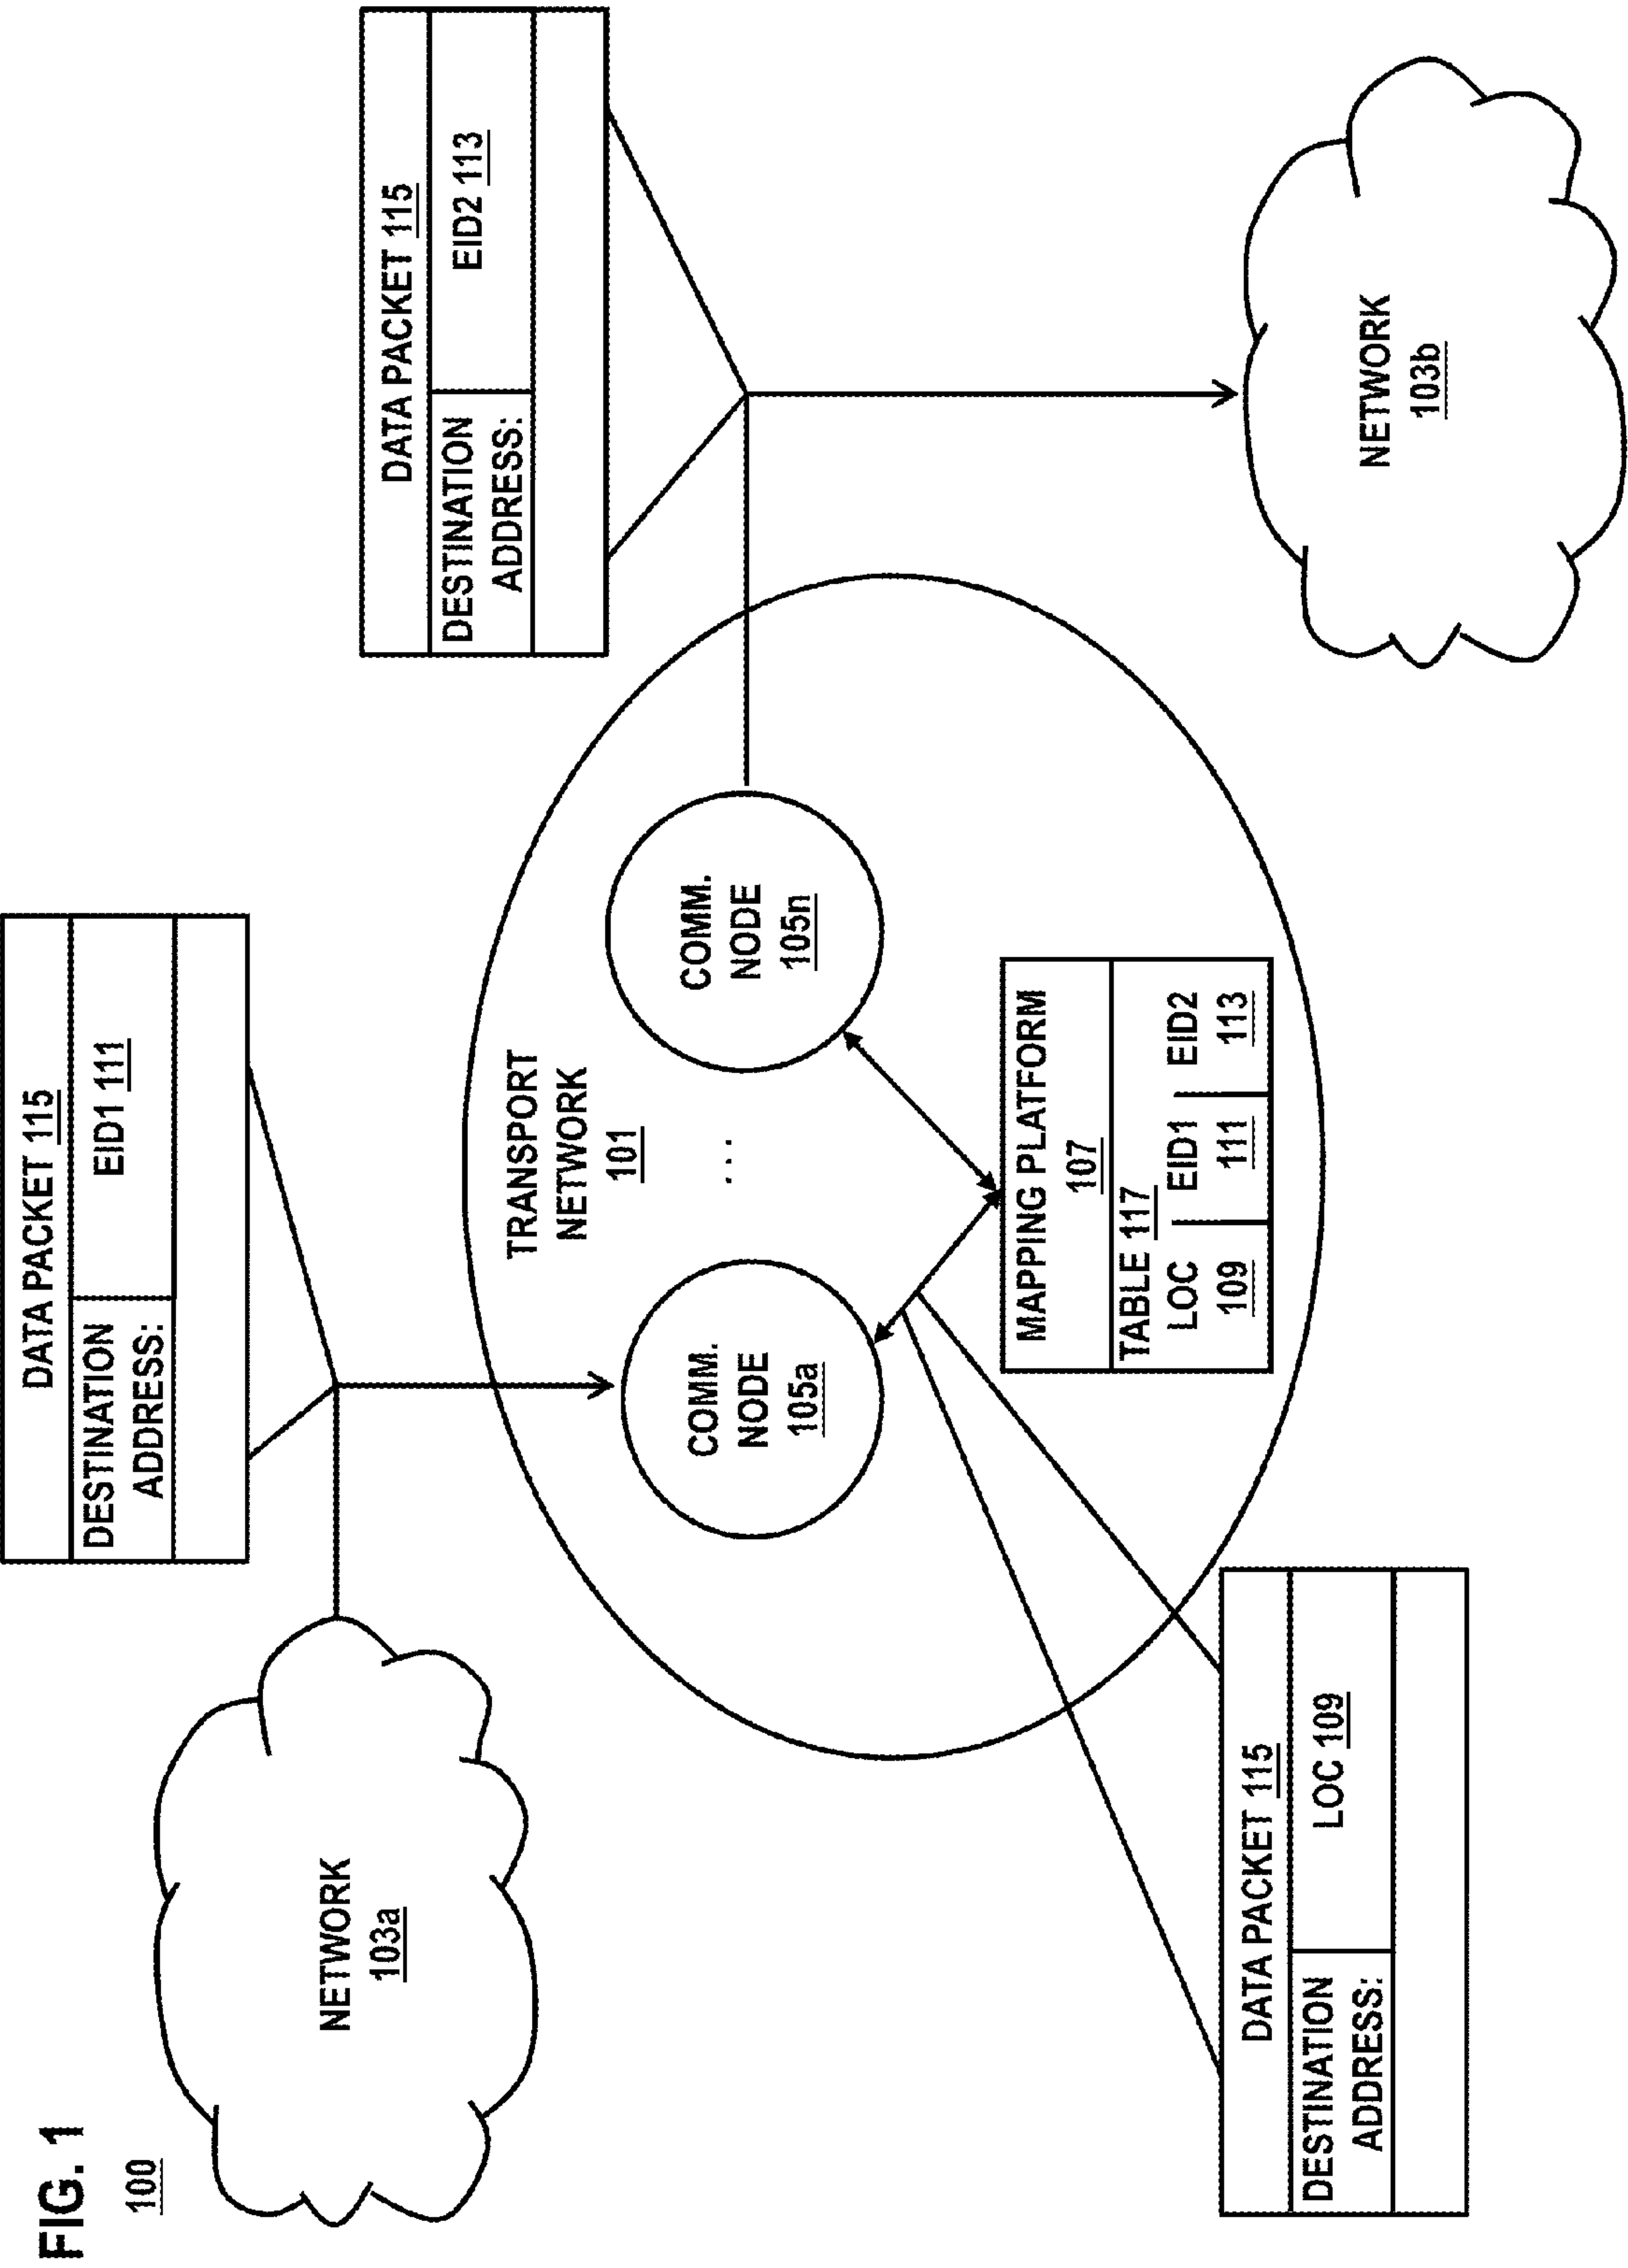 FIG. 1
100
DATA PACKET 115
DESTINATION
ADDRESS:
EID1 111
NETWORK
103a
DATA PACKET 115
DESTINATION
ADDRESS:
EID2 113
TRANSPORT
NETWORK
101
COMM.
NODE
105a
...
COMM.
NODE
105n
MAPPING PLATFORM
107
TABLE 117
LOC
109
EID1
111
EID2
113
DATA PACKET 115
DESTINATION
ADDRESS:
LOC 109
NETWORK
103b